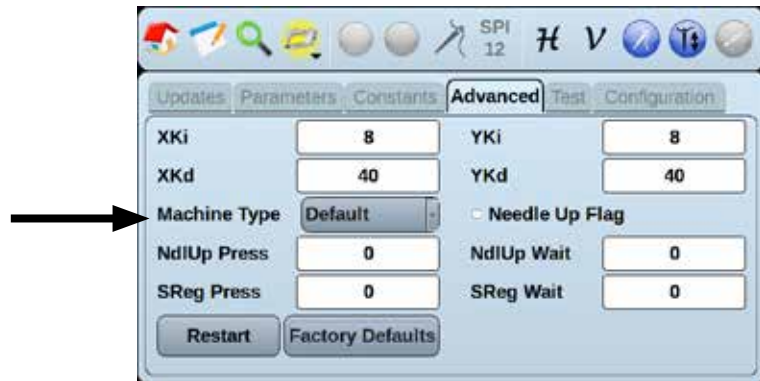 SPI
12
H V
Updates Parameters Constants Advanced Test Configuration
XKi 8 YKi 8
XKd 40 YKd 40
Machine Type Default Needle Up Flag
NdlUp Press 0 NdlUp Wait 0
SReg Press 0 SReg Wait 0
Restart Factory Defaults